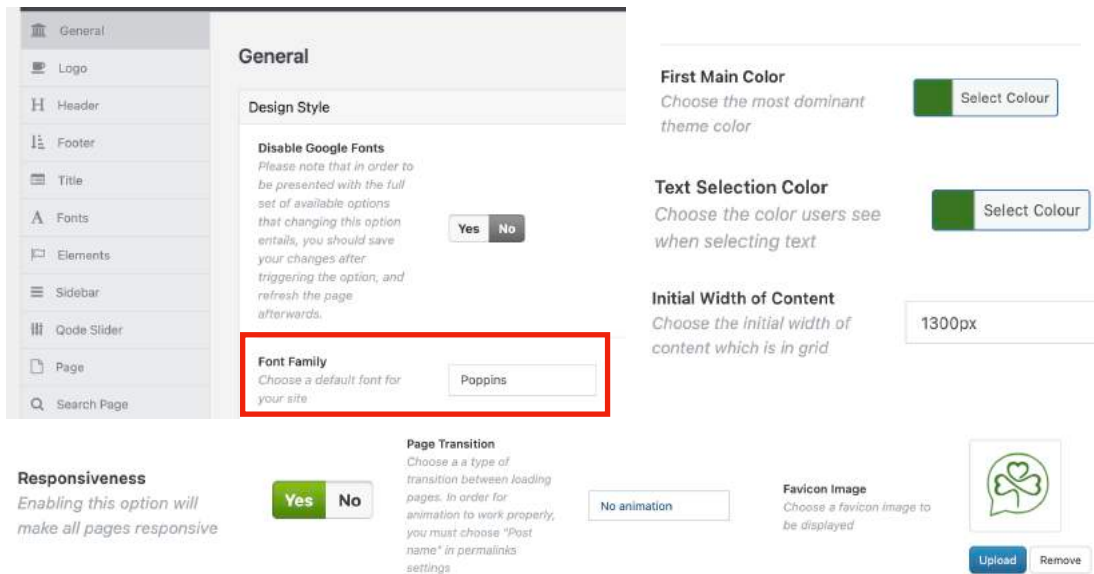 General
Logo
Header
Footer
Title
Fonts
Elements
Sidebar
Qode Slider
Page
Search Page
General
Design Style
Disable Google Fonts
Please note that in order to
be presented with the full
set of available options
that changing this option
entails, you should save
your changes after
triggering the option, and
refresh the page
afterwards.
Yes No
Font Family
Choose a default font for
your site
Poppins
First Main Color
Choose the most dominant
theme color
Select Colour
Text Selection Color
Choose the color users see
when selecting text
Select Colour
Initial Width of Content
Choose the initial width of
content which is in grid
1300px
Responsiveness
Enabling this option will
make all pages responsive
Yes No
Page Transition
Choose a a type of
transition between loading
pages. In order for
animation to work properly,
you must choose "Post
name" in permalinks
settings
No animation
Favicon Image
Choose a favicon image to
be displayed
Upload Remove